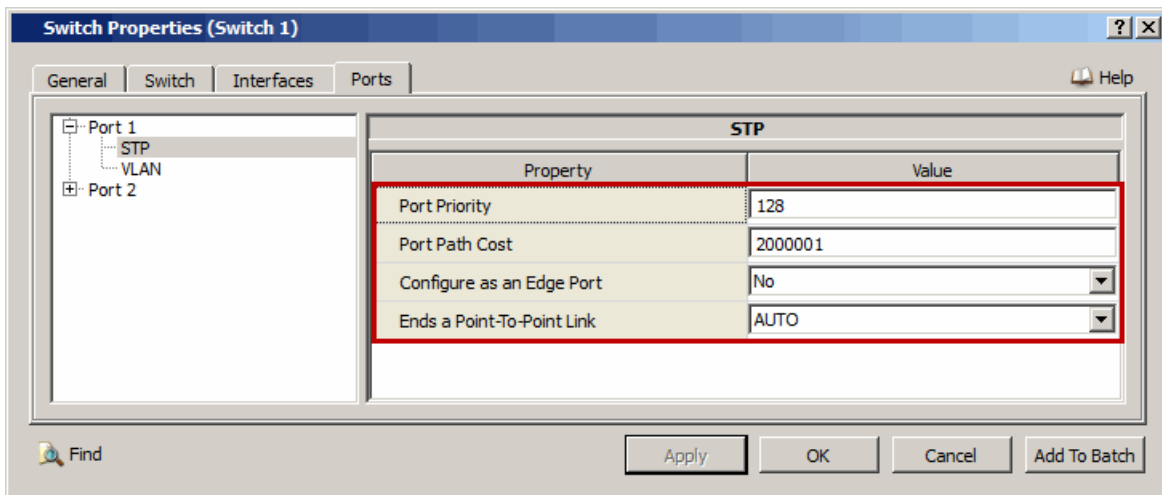 Switch Properties (Switch 1)
General Switch Interfaces Ports Help
Port 1
STP
VLAN
Port 2
STP
Property Value
Port Priority 128
Port Path Cost 2000001
Configure as an Edge Port No
Ends a Point-To-Point Link AUTO
Find Apply OK Cancel Add To Batch